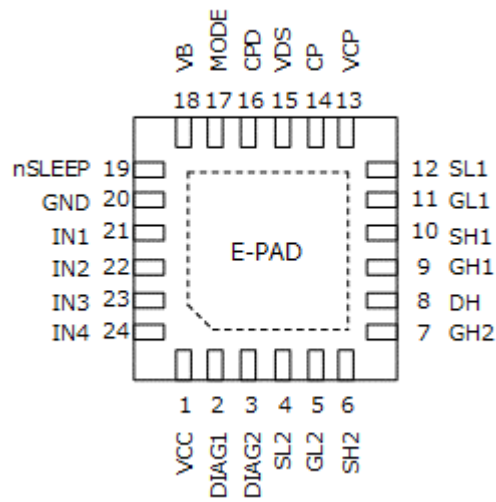 VB MODE CPD VDS CP VCP
18 17 16 15 14 13
nSLEEP 19 12 SL1
GND 20 11 GL1
IN1 21 10 SH1
E-PAD
IN2 22 9 GH1
IN3 23 8 DH
IN4 24 7 GH2
1 2 3 4 5 6
VCC DIAG1 DIAG2 SL2 GL2 SH2